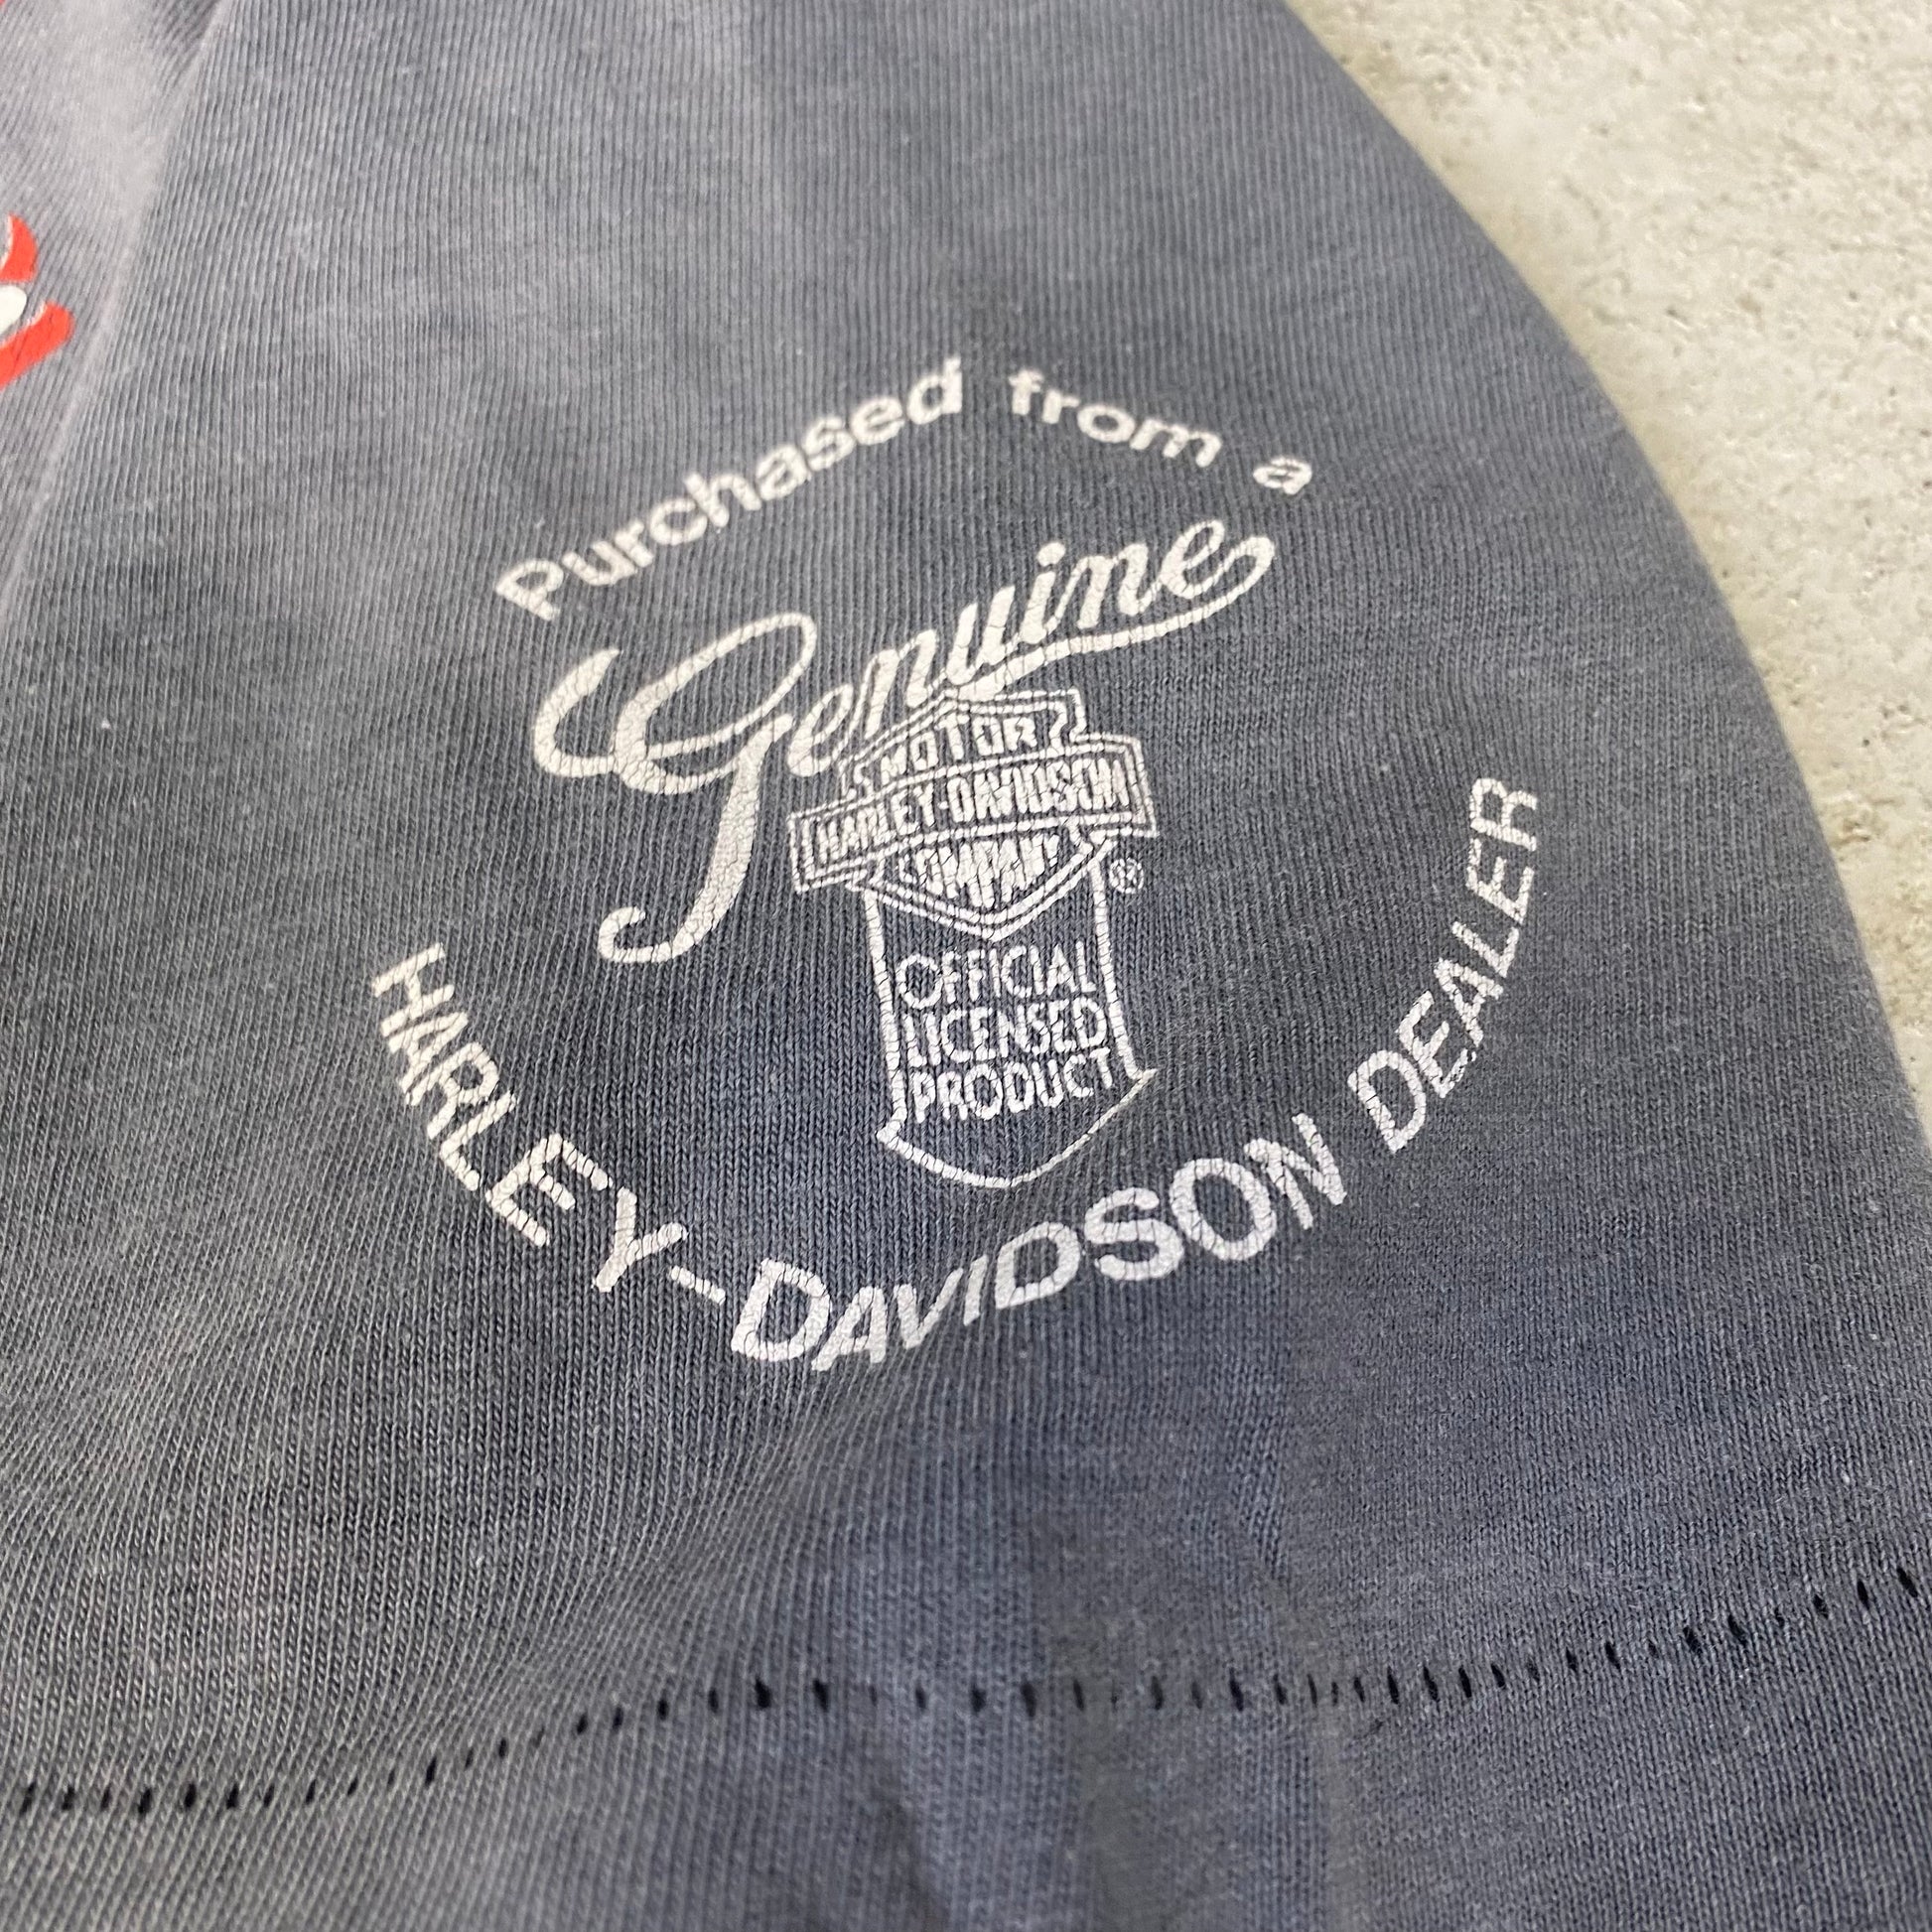 Purchased from a
Genuine
MOTOR
HARLEY-DAVIDSON
COMPANY
®
OFFICIAL
LICENSED
PRODUCT
HARLEY-DAVIDSON DEALER